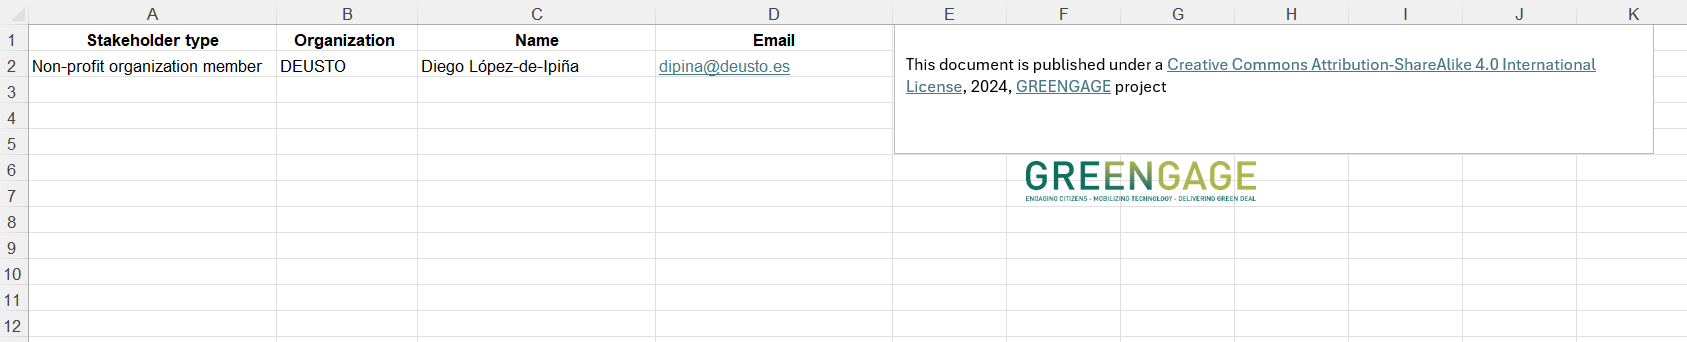 A B C D E F G H I J K
1 Stakeholder type Organization Name Email
2 Non-profit organization member DEUSTO Diego López-de-Ipiña dipina@deusto.es
This document is published under a Creative Commons Attribution-ShareAlike 4.0 International
License, 2024, GREENGAGE project
3
4
5
6
GREENGAGE
ENGAGING CITIZENS - MOBILIZING TECHNOLOGY - DELIVERING GREEN DEAL
7
8
9
10
11
12